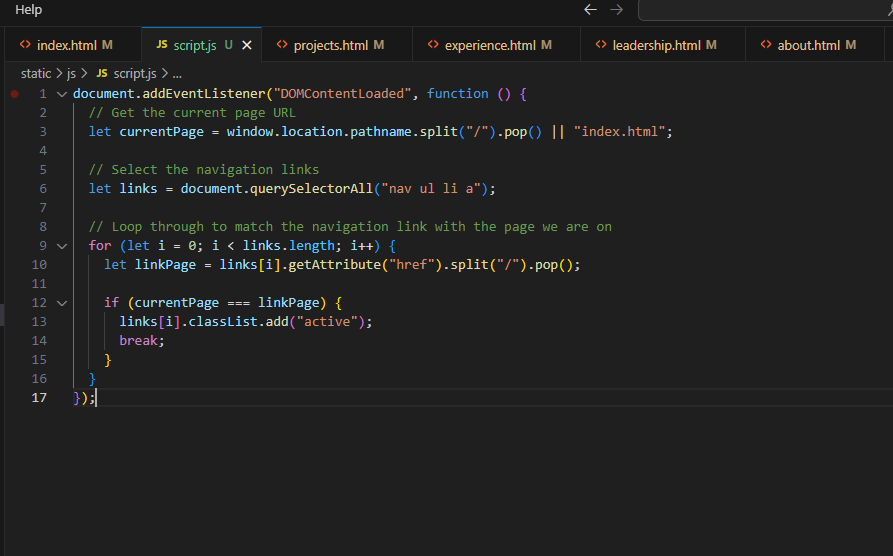 Help
index.html M JS script.js U projects.html M experience.html M leadership.html M about.html M
static > js > JS script.js > ...
1 document.addEventListener("DOMContentLoaded", function () {
2 // Get the current page URL
3 let currentPage = window.location.pathname.split("/").pop() || "index.html";
4
5 // Select the navigation links
6 let links = document.querySelectorAll("nav ul li a");
7
8 // Loop through to match the navigation link with the page we are on
9 for (let i = 0; i < links.length; i++) {
10 let linkPage = links[i].getAttribute("href").split("/").pop();
11
12 if (currentPage === linkPage) {
13 links[i].classList.add("active");
14 break;
15 }
16 }
17 });